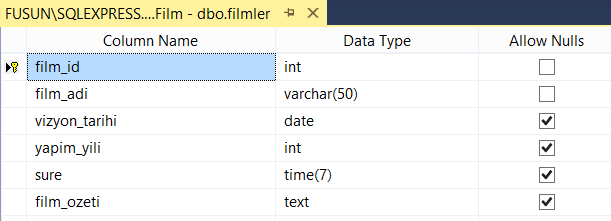 FUSUN\SQLEXPRESS....Film - dbo.filmler
Column Name Data Type Allow Nulls
film_id int
film_adi varchar(50)
vizyon_tarihi date
yapim_yili int
sure time(7)
film_ozeti text